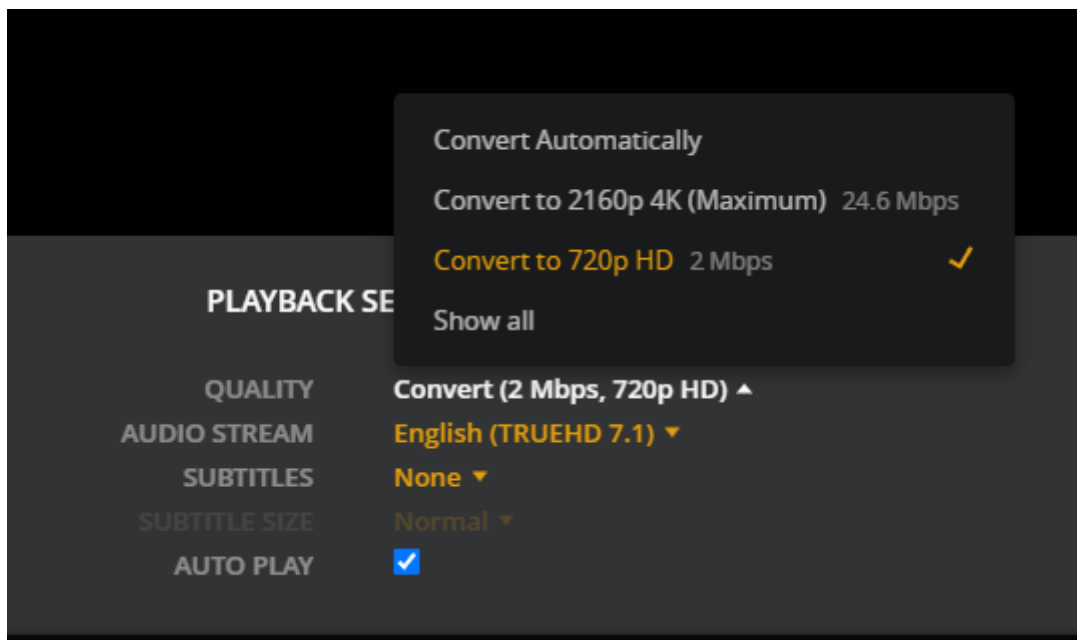 Convert Automatically
Convert to 2160p 4K (Maximum) 24.6 Mbps
Convert to 720p HD 2 Mbps
Show all
PLAYBACK SE
QUALITY Convert (2 Mbps, 720p HD)
AUDIO STREAM English (TRUEHD 7.1)
SUBTITLES None
SUBTITLE SIZE Normal
AUTO PLAY